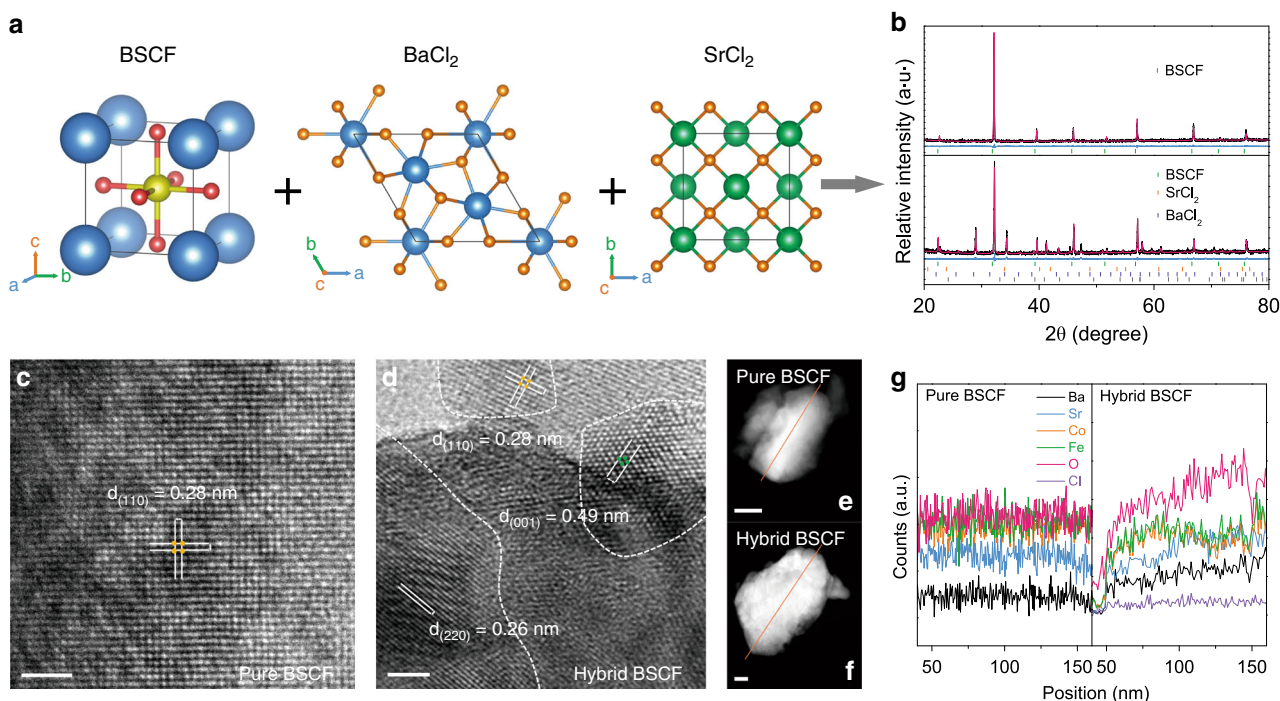 a
BSCF
BaCl₂
SrCl₂
+
+
c
a
b
b
c
a
b
c
a
b
Relative intensity (a.u.)
BSCF
BSCF
SrCl₂
BaCl₂
20
40
60
80
2θ (degree)
c
d(110) = 0.28 nm
Pure BSCF
d
d(110) = 0.28 nm
d(001) = 0.49 nm
d(220) = 0.26 nm
Hybrid BSCF
Pure BSCF
e
Hybrid BSCF
f
g
Pure BSCF
Hybrid BSCF
Ba
Sr
Co
Fe
O
Cl
Counts (a.u.)
50
100
150
50
100
150
Position (nm)